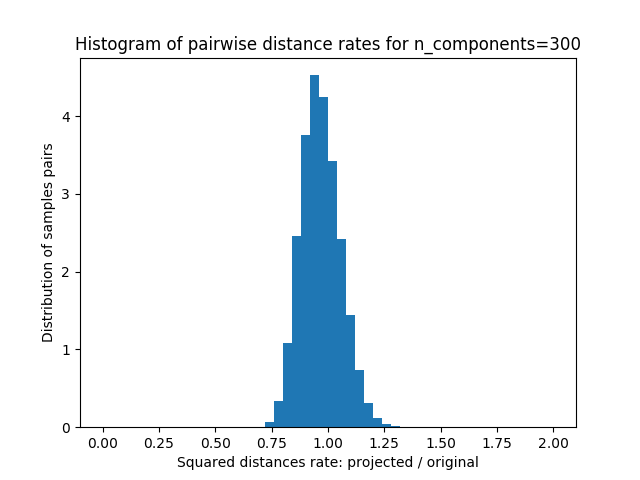 Histogram of pairwise distance rates for n_components=300
Distribution of samples pairs
4
3
2
1
0
0.00 0.25 0.50 0.75 1.00 1.25 1.50 1.75 2.00
Squared distances rate: projected / original